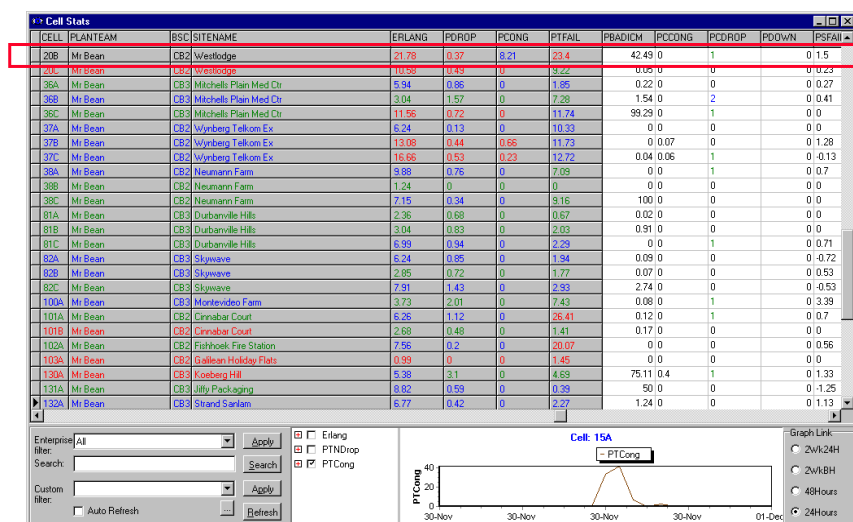 Cell Stats
CELL PLANTEAM BSC SITENAME ERLANG PDROP PCONG PTFAIL PBADICM PCCONG PCDROP PDOWN PSFAIL
20B Mr Bean CB2 Westlodge 21.78 0.37 8.21 23.4 42.49 0 1 0 1.5
20C Mr Bean CB2 Westlodge 10.58 0.49 0 9.22 0.05 0 0 0 0.23
36A Mr Bean CB3 Mitchells Plain Med Ctr 5.94 0.86 0 1.85 0.22 0 0 0 0.27
36B Mr Bean CB3 Mitchells Plain Med Ctr 3.04 1.57 0 7.28 1.54 0 2 0 0.41
36C Mr Bean CB3 Mitchells Plain Med Ctr 11.56 0.72 0 11.74 99.29 0 1 0 0
37A Mr Bean CB2 Wynberg Telkom Ex 6.24 0.13 0 10.33 0 0 0 0 0
37B Mr Bean CB2 Wynberg Telkom Ex 13.08 0.44 0.66 11.73 0 0.07 0 0 1.28
37C Mr Bean CB2 Wynberg Telkom Ex 16.66 0.53 0.23 12.72 0.04 0.06 1 0 -0.13
38A Mr Bean CB2 Neumann Farm 9.88 0.76 0 7.09 0 0 1 0 0.7
38B Mr Bean CB2 Neumann Farm 1.24 0 0 0 0 0 0 0 0
38C Mr Bean CB2 Neumann Farm 7.15 0.34 0 9.16 100 0 0 0 0
81A Mr Bean CB3 Durbanville Hills 2.36 0.68 0 0.67 0.02 0 0 0 0
81B Mr Bean CB3 Durbanville Hills 3.04 0.83 0 2.03 0.91 0 0 0 0
81C Mr Bean CB3 Durbanville Hills 6.99 0.94 0 2.29 0 0 1 0 0.71
82A Mr Bean CB3 Skywave 6.24 0.85 0 1.94 0.09 0 0 0 -0.72
82B Mr Bean CB3 Skywave 2.85 0.72 0 1.77 0.07 0 0 0 0.53
82C Mr Bean CB3 Skywave 7.91 1.43 0 2.93 2.74 0 0 0 -0.53
100A Mr Bean CB3 Montevideo Farm 3.73 2.01 0 7.43 0.08 0 1 0 3.39
101A Mr Bean CB2 Cinnabar Court 6.26 1.12 0 26.41 0.12 0 1 0 0.7
101B Mr Bean CB2 Cinnabar Court 2.68 0.48 0 1.41 0.17 0 0 0 0
102A Mr Bean CB2 Fishhoek Fire Station 7.56 0.2 0 20.07 0 0 0 0 0.56
103A Mr Bean CB2 Galilean Holiday Flats 0.99 0 0 1.45 0 0 0 0 0
130A Mr Bean CB3 Koeberg Hill 5.38 3.1 0 4.69 75.11 0.4 1 0 1.33
131A Mr Bean CB3 Jiffy Packaging 8.82 0.59 0 0.39 50 0 0 0 -1.25
132A Mr Bean CB3 Strand Sanlam 6.77 0.42 0 2.27 1.24 0 0 0 1.13
Enterprise filter: All Apply
Search: Search
Custom filter: Apply
Auto Refresh ... Refresh
Erlang
PTNDrop
PTCong
Cell: 15A
PTCong
PTCong
40
20
0
30-Nov 30-Nov 30-Nov 30-Nov 01-Dec
Graph Link
2Wk24H
2WkBH
48Hours
24Hours